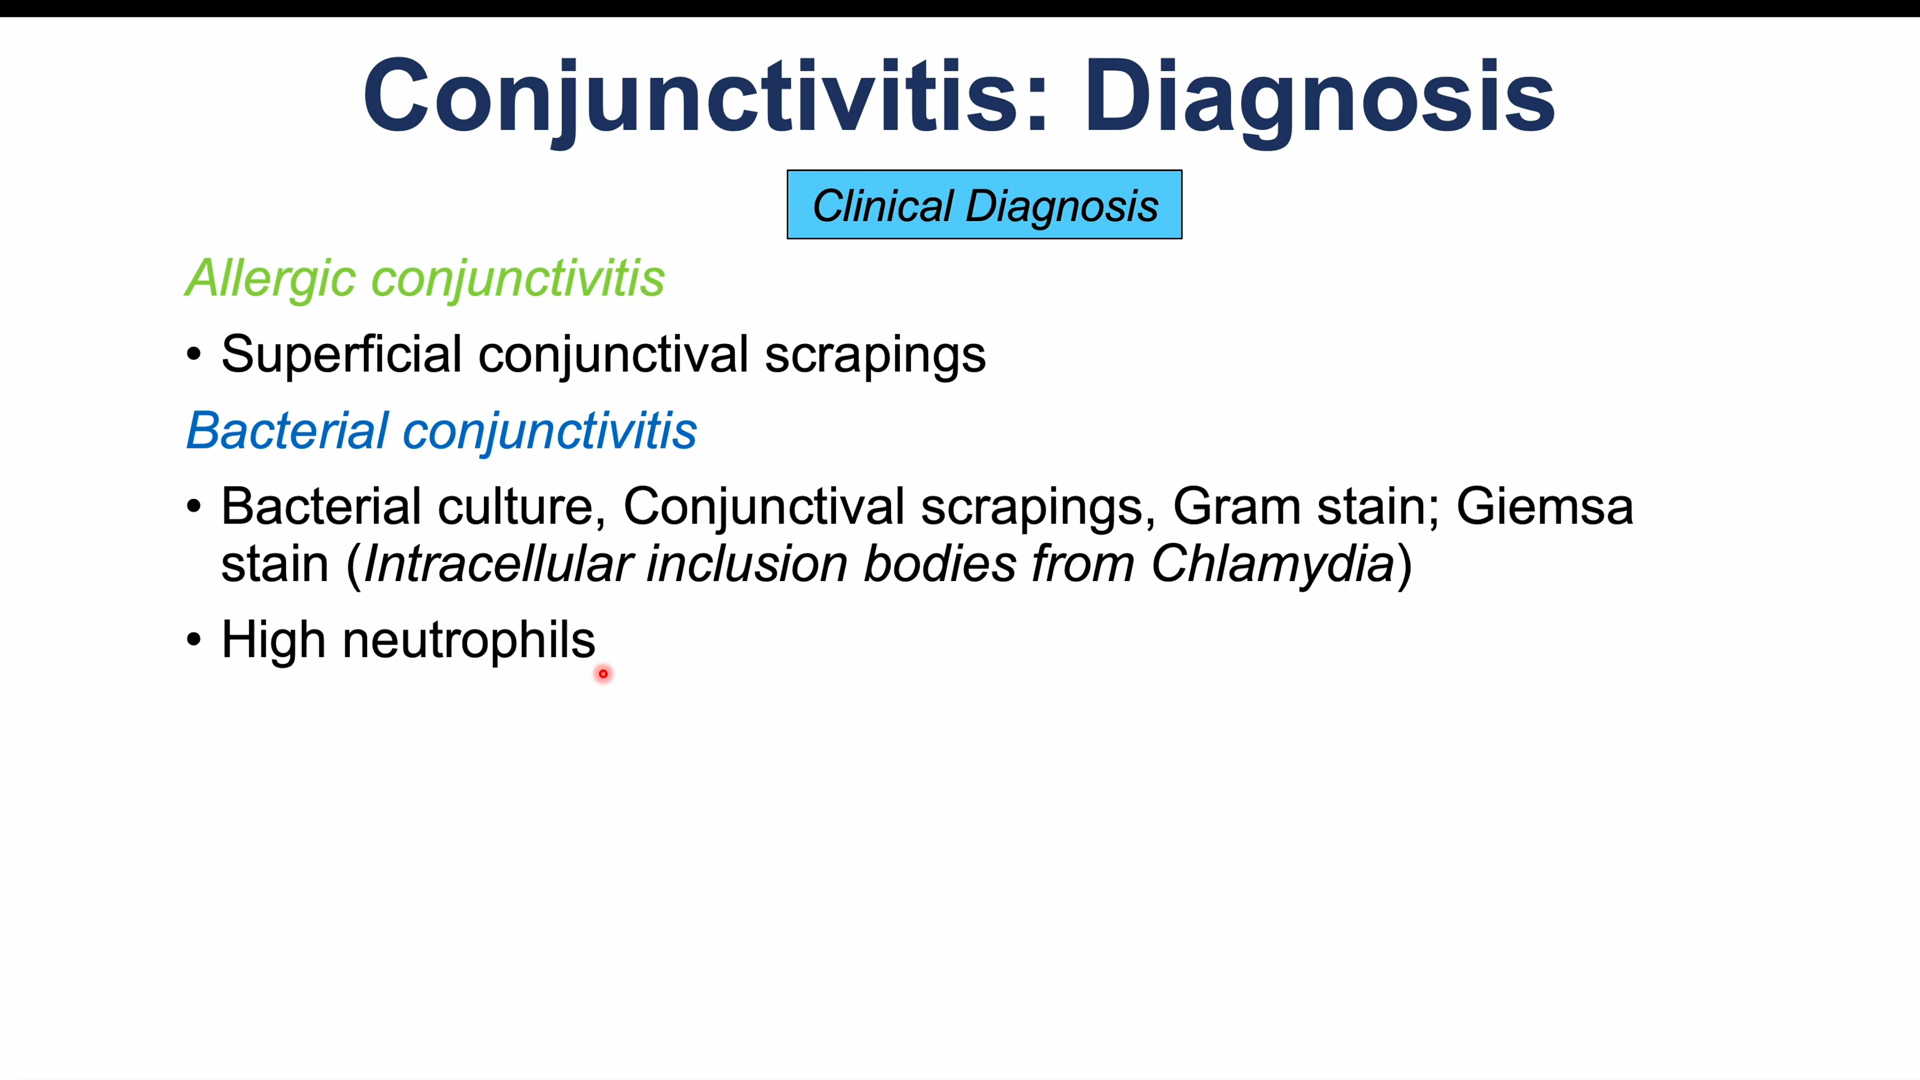 Conjunctivitis: Diagnosis
Clinical Diagnosis
Allergic conjunctivitis
• Superficial conjunctival scrapings
Bacterial conjunctivitis
• Bacterial culture, Conjunctival scrapings, Gram stain; Giemsa
stain (Intracellular inclusion bodies from Chlamydia)
• High neutrophils